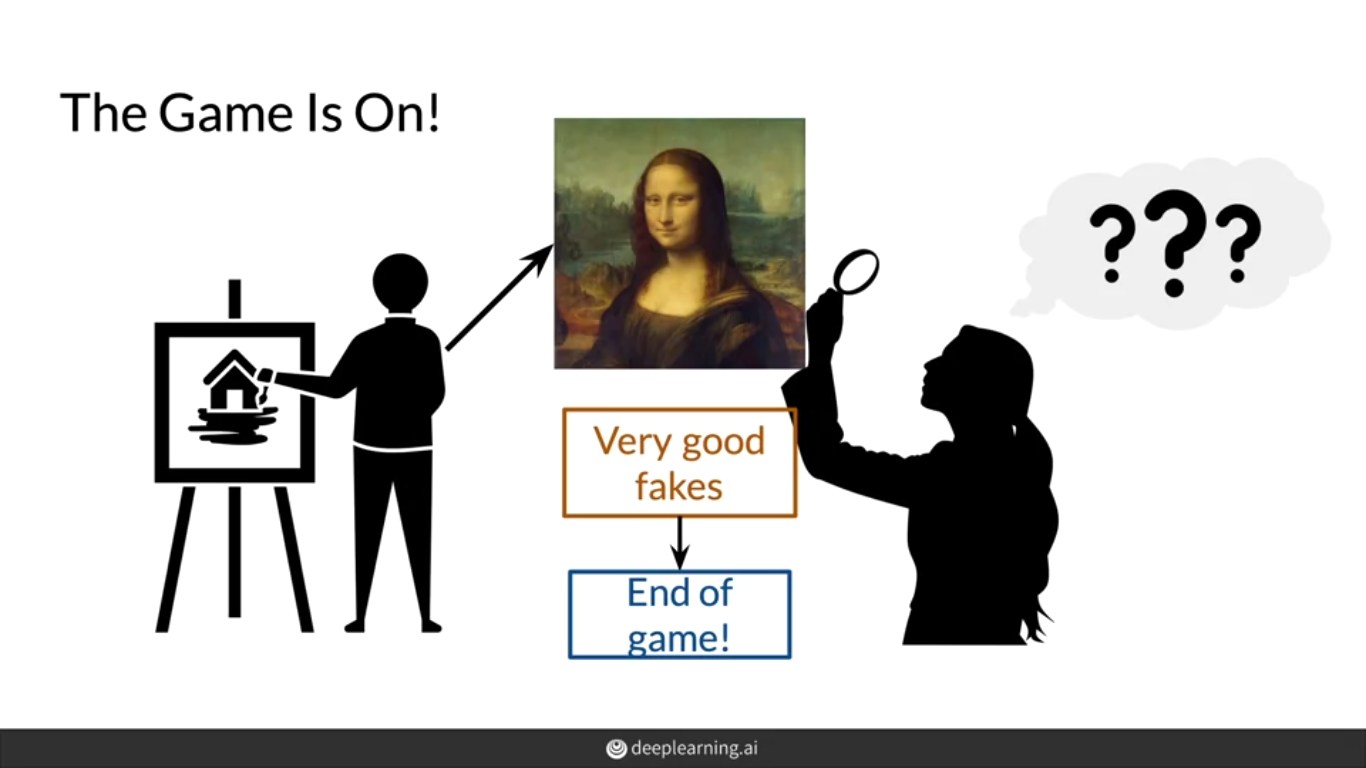 The Game Is On!
???
Very good
fakes
End of
game!
deeplearning.ai